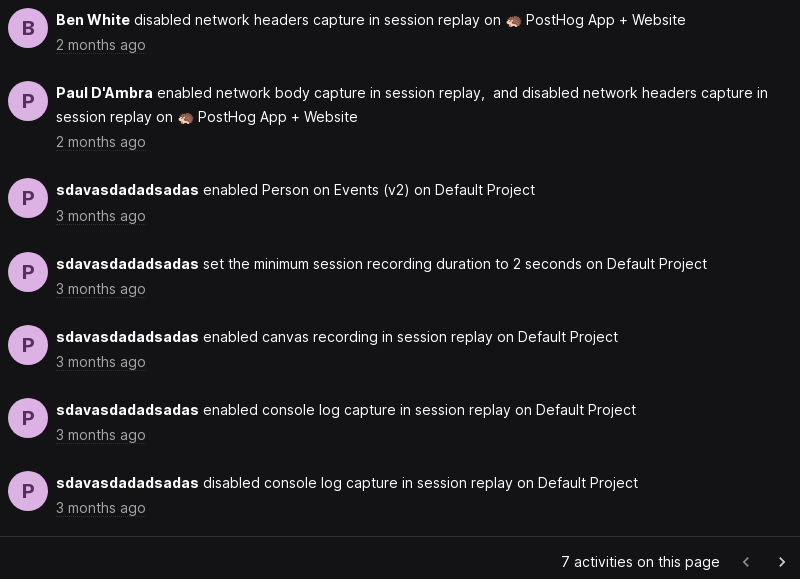 B
Ben White disabled network headers capture in session replay on 🦔 PostHog App + Website
2 months ago
P
Paul D'Ambra enabled network body capture in session replay,  and disabled network headers capture in
session replay on 🦔 PostHog App + Website
2 months ago
P
sdavasdadadsadas enabled Person on Events (v2) on Default Project
3 months ago
P
sdavasdadadsadas set the minimum session recording duration to 2 seconds on Default Project
3 months ago
P
sdavasdadadsadas enabled canvas recording in session replay on Default Project
3 months ago
P
sdavasdadadsadas enabled console log capture in session replay on Default Project
3 months ago
P
sdavasdadadsadas disabled console log capture in session replay on Default Project
3 months ago
7 activities on this page